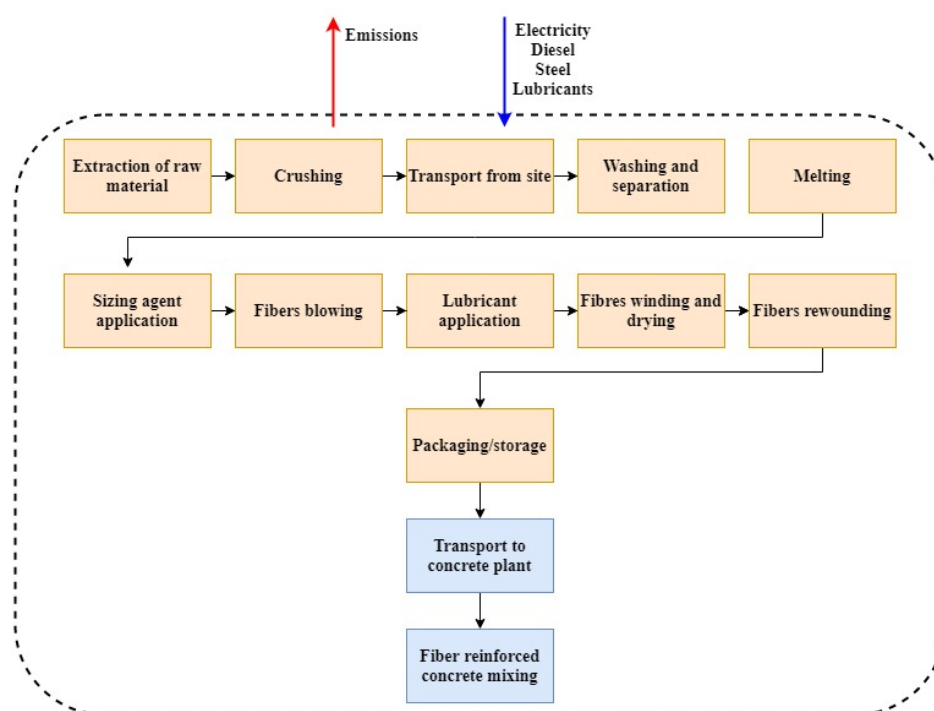 Emissions
Electricity
Diesel
Steel
Lubricants
Extraction of raw
material
Crushing
Transport from site
Washing and
separation
Melting
Sizing agent
application
Fibers blowing
Lubricant
application
Fibres winding and
drying
Fibers rewounding
Packaging/storage
Transport to
concrete plant
Fiber reinforced
concrete mixing